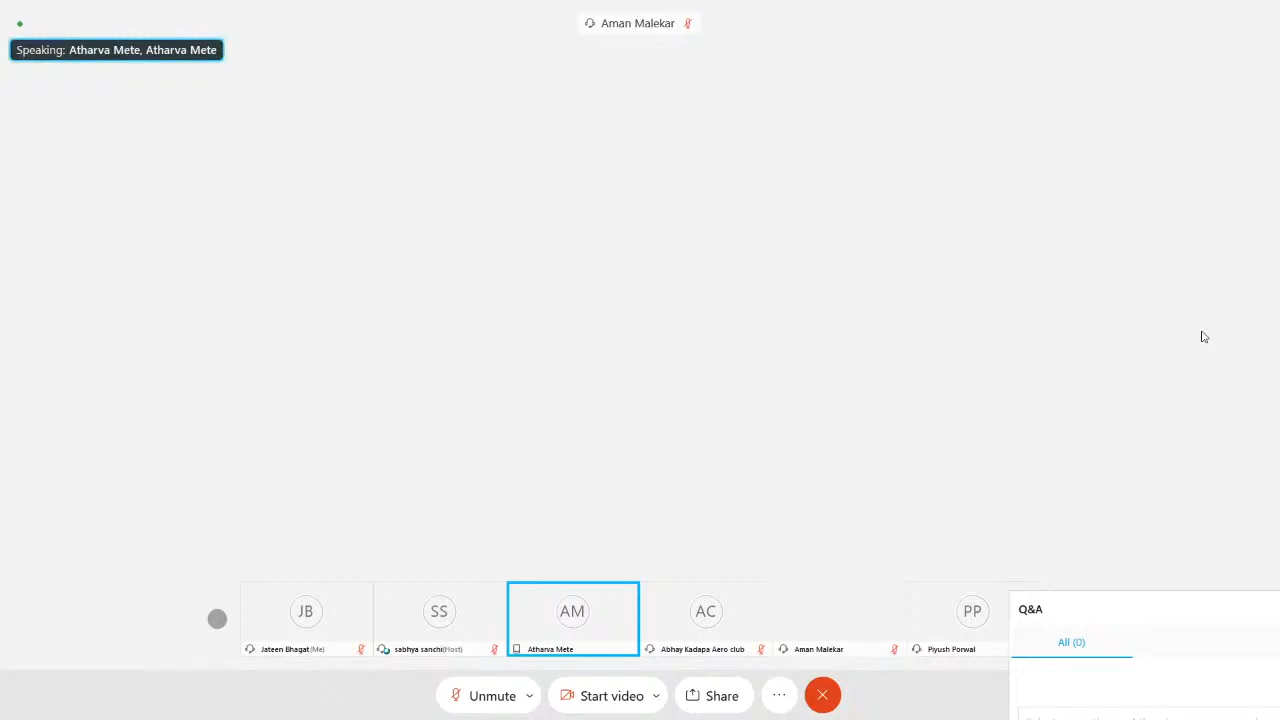 Aman Malekar
Speaking: Atharva Mete, Atharva Mete
JB
SS
AM
AC
PP
Jateen Bhagat(Me)
sabhya sanchi(Host)
Atharva Mete
Abhay Kadapa Aero club
Aman Malekar
Piyush Porwal
Q&A
All (0)
Unmute
Start video
Share